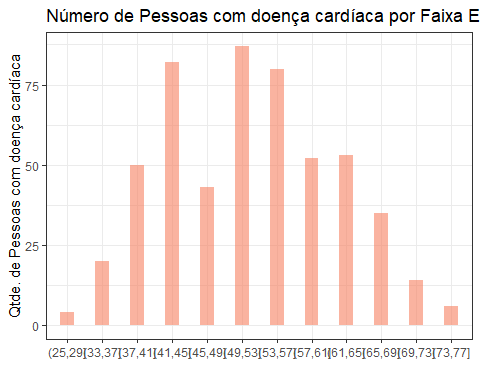 Número de Pessoas com doença cardíaca por Faixa E
Qtde. de Pessoas com doença cardíaca
75
50
25
0
(25,29] (33,37] (37,41] (41,45] (45,49] (49,53] (53,57] (57,61] (61,65] (65,69] (69,73] (73,77]